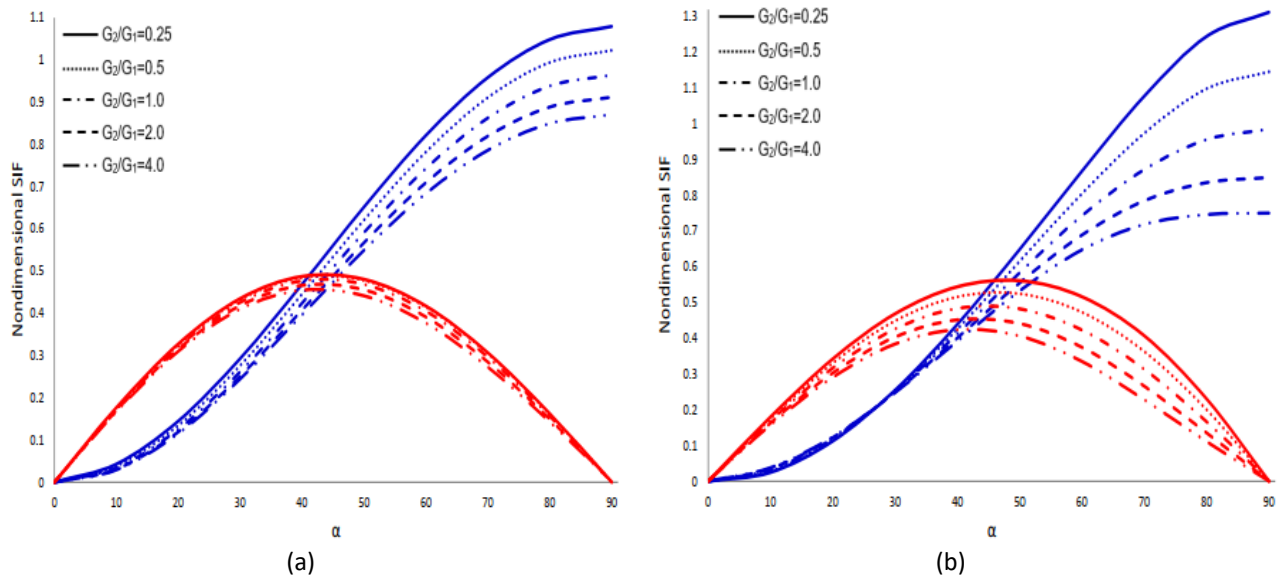 1.1
1
0.9
0.8
0.7
0.6
0.5
0.4
0.3
0.2
0.1
0
Nondimensional SIF
G₂/G₁=0.25
G₂/G₁=0.5
G₂/G₁=1.0
G₂/G₁=2.0
G₂/G₁=4.0
0 10 20 30 40 50 60 70 80 90
α
(a)
1.3
1.2
1.1
1
0.9
0.8
0.7
0.6
0.5
0.4
0.3
0.2
0.1
0
Nondimensional SIF
G₂/G₁=0.25
G₂/G₁=0.5
G₂/G₁=1.0
G₂/G₁=2.0
G₂/G₁=4.0
0 10 20 30 40 50 60 70 80 90
α
(b)